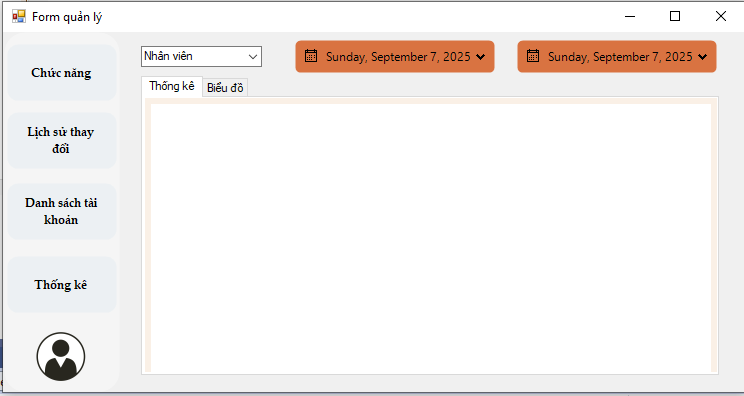 Form quản lý
Nhân viên
Sunday, September 7, 2025
Sunday, September 7, 2025
Thống kê
Biểu đồ
Chức năng
Lịch sử thay
đổi
Danh sách tài
khoản
Thống kê